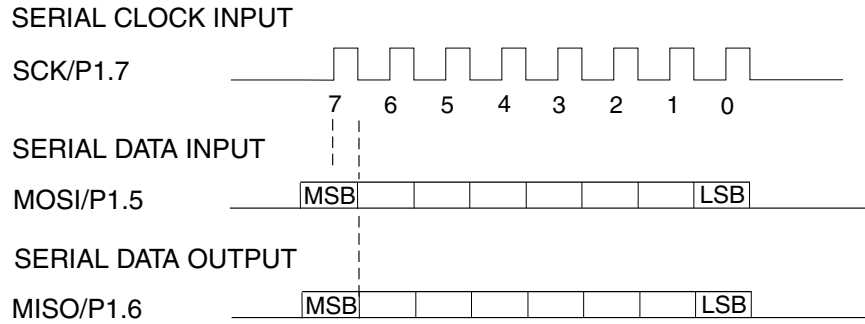 SERIAL CLOCK INPUT
SCK/P1.7
7 6 5 4 3 2 1 0
SERIAL DATA INPUT
MOSI/P1.5 MSB LSB
SERIAL DATA OUTPUT
MISO/P1.6 MSB LSB